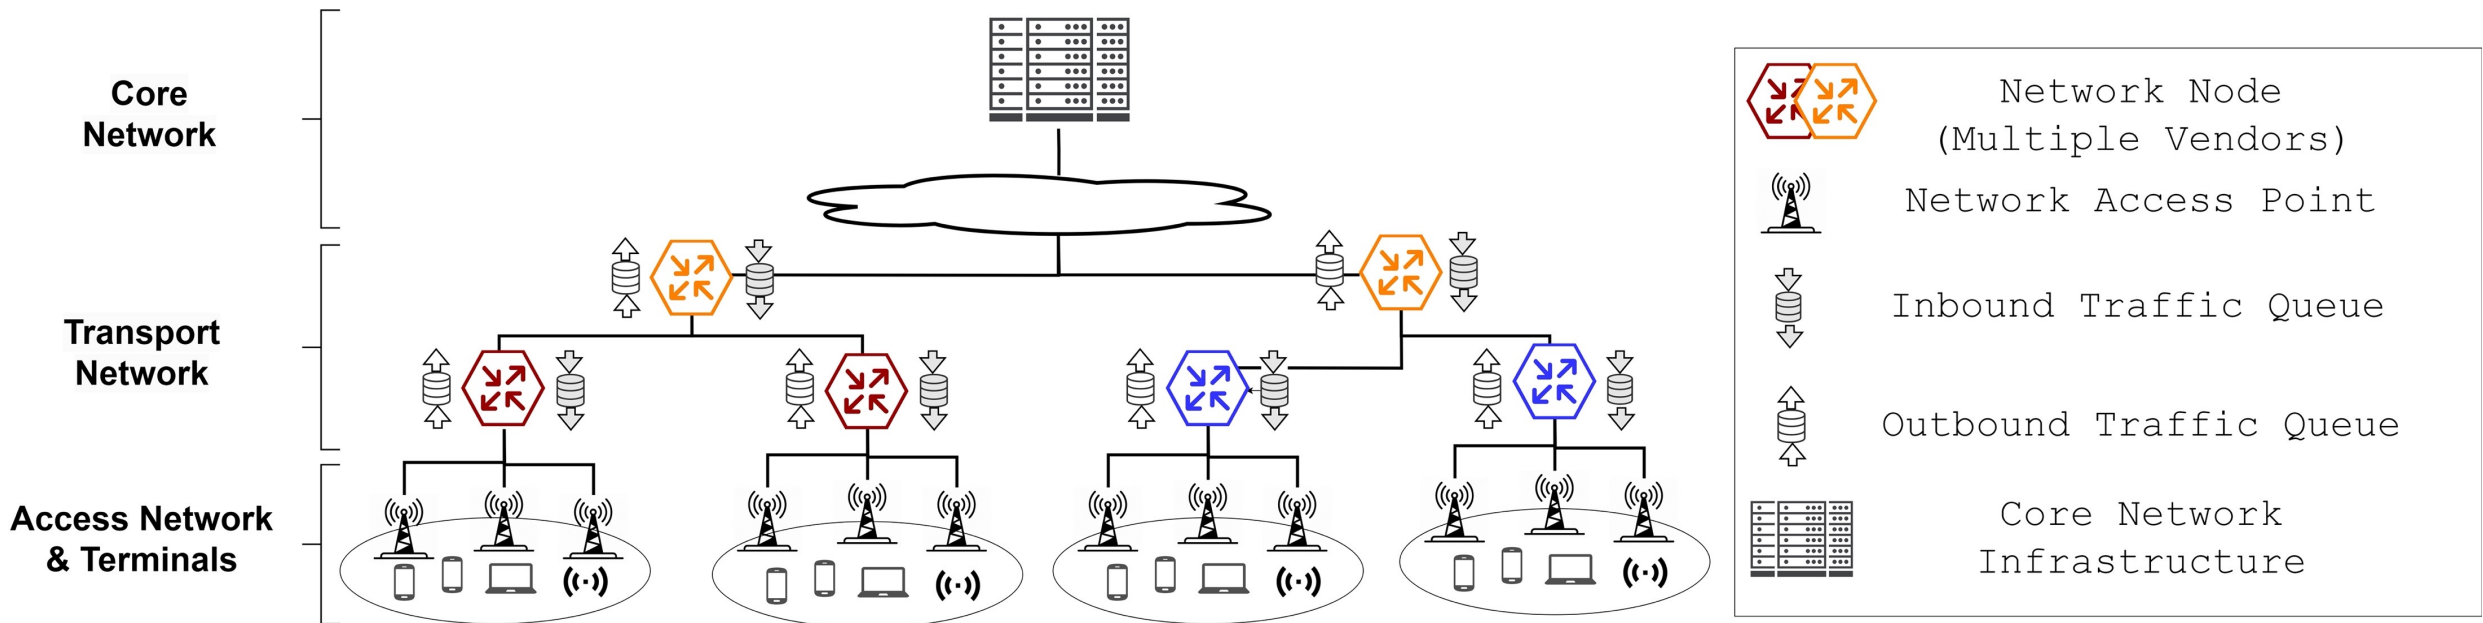 Core
Network
Transport
Network
Access Network
& Terminals
Network Node
(Multiple Vendors)
Network Access Point
Inbound Traffic Queue
Outbound Traffic Queue
Core Network
Infrastructure